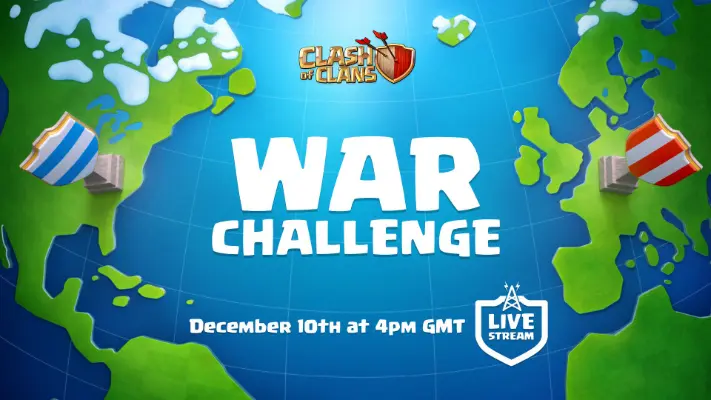 CLASH
OF CLANS
WAR
CHALLENGE
December 10th at 4pm GMT
LIVE
STREAM